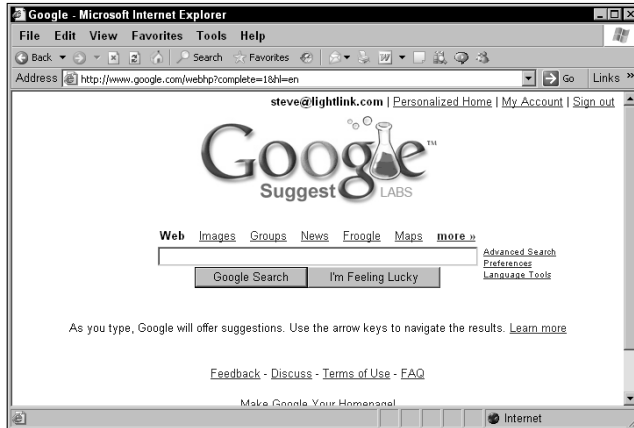 Google - Microsoft Internet Explorer
File Edit View Favorites Tools Help
Back Search Favorites
Address http://www.google.com/webhp?complete=1&hl=en Go Links »
steve@lightlink.com | Personalized Home | My Account | Sign out
Google™
Suggest LABS
Web Images Groups News Froogle Maps more »
Advanced Search
Preferences
Google Search I'm Feeling Lucky Language Tools
As you type, Google will offer suggestions. Use the arrow keys to navigate the results. Learn more
Feedback - Discuss - Terms of Use - FAQ
Make Google Your Homepage!
Internet